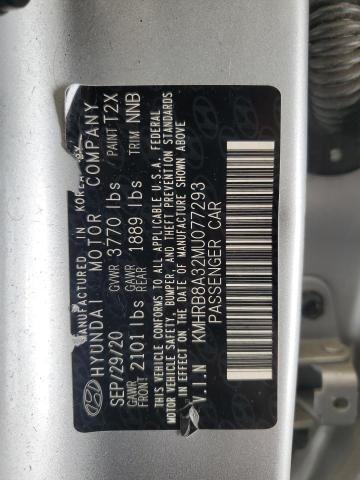 MANUFACTURED IN KOREA BY
HYUNDAI MOTOR COMPANY
SEP/29/20 GVWR 3770 lbs PAINT T2X
GAWR FRONT 2101 lbs GAWR REAR 1889 lbs TRIM NNB
THIS VEHICLE CONFORMS TO ALL APPLICABLE U.S.A. FEDERAL
MOTOR VEHICLE SAFETY, BUMPER, AND THEFT PREVENTION STANDARDS
IN EFFECT ON THE DATE OF MANUFACTURE SHOWN ABOVE
V.I.N KMHRB8A32MU077293
PASSENGER CAR